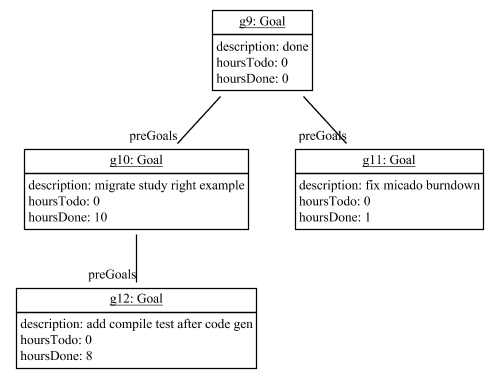 g9: Goal
description: done
hoursTodo: 0
hoursDone: 0
preGoals
preGoals
g10: Goal
description: migrate study right example
hoursTodo: 0
hoursDone: 10
g11: Goal
description: fix micado burndown
hoursTodo: 0
hoursDone: 1
preGoals
g12: Goal
description: add compile test after code gen
hoursTodo: 0
hoursDone: 8